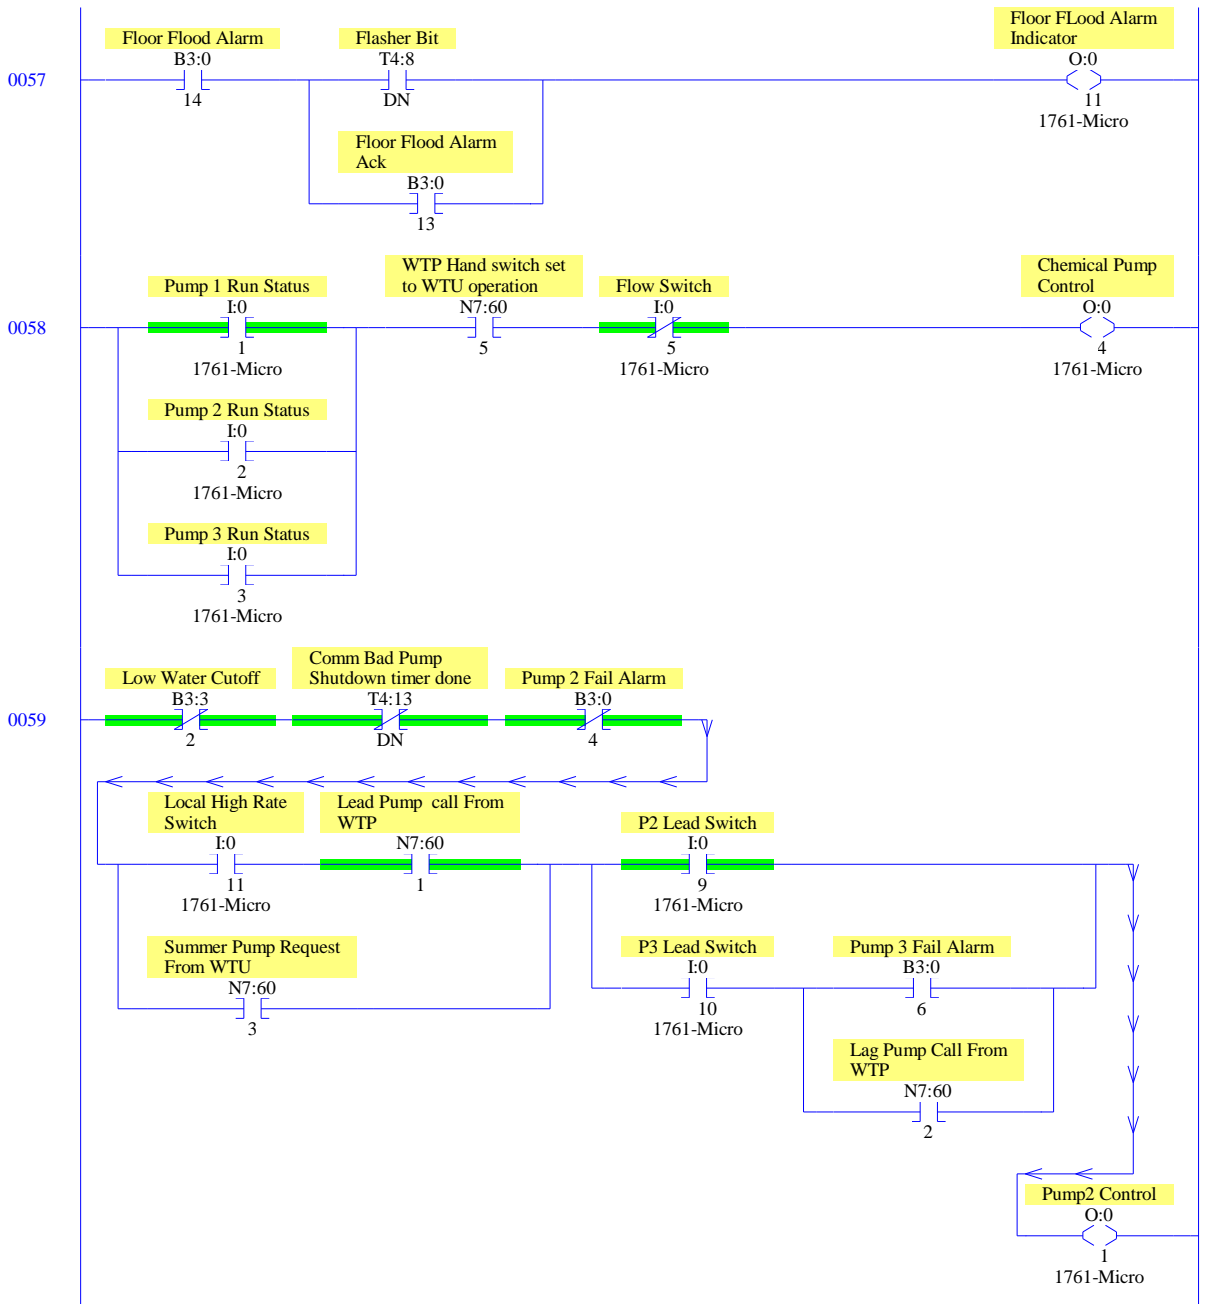 Floor Flood Alarm
B3:0
14
Flasher Bit
T4:8
DN
Floor FLood Alarm
Indicator
O:0
11
1761-Micro
0057
Floor Flood Alarm
Ack
B3:0
13
0058
Pump 1 Run Status
I:0
1
1761-Micro
WTP Hand switch set
to WTU operation
N7:60
5
Flow Switch
I:0
5
1761-Micro
Chemical Pump
Control
O:0
4
1761-Micro
Pump 2 Run Status
I:0
2
1761-Micro
Pump 3 Run Status
I:0
3
1761-Micro
0059
Low Water Cutoff
B3:3
2
Comm Bad Pump
Shutdown timer done
T4:13
DN
Pump 2 Fail Alarm
B3:0
4
Local High Rate
Switch
I:0
11
1761-Micro
Lead Pump call From
WTP
N7:60
1
P2 Lead Switch
I:0
9
1761-Micro
Summer Pump Request
From WTU
N7:60
3
P3 Lead Switch
I:0
10
1761-Micro
Pump 3 Fail Alarm
B3:0
6
Lag Pump Call From
WTP
N7:60
2
Pump2 Control
O:0
1
1761-Micro